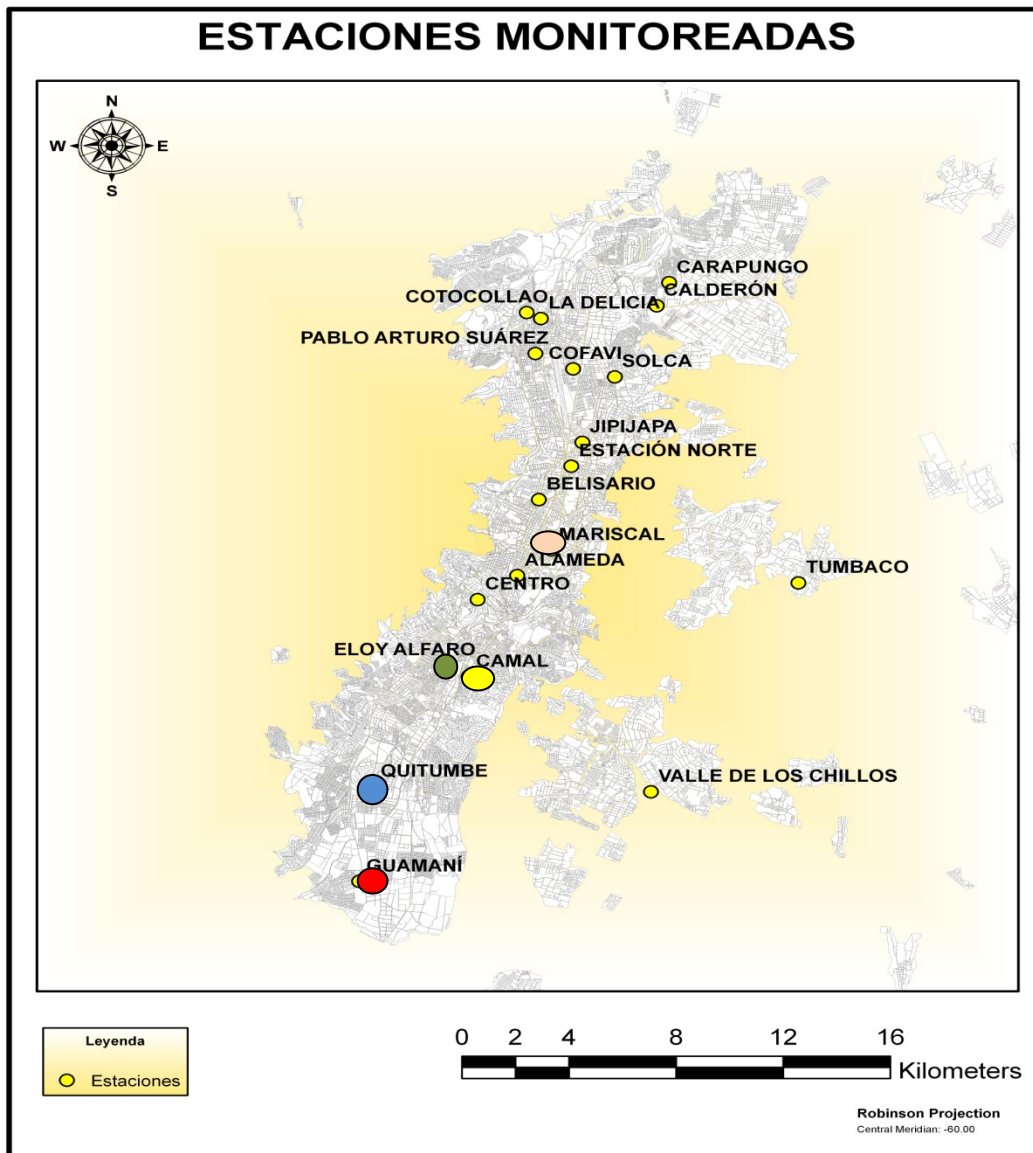 ESTACIONES MONITOREADAS
N
W E
S
CARAPUNGO
CALDERÓN
COTOCOLLAO
LA DELICIA
PABLO ARTURO SUÁREZ
COFAVI
SOLCA
JIPIJAPA
ESTACIÓN NORTE
BELISARIO
MARISCAL
ALAMEDA
TUMBACO
CENTRO
ELOY ALFARO
CAMAL
QUITUMBE
VALLE DE LOS CHILLOS
GUAMANÍ
Leyenda
Estaciones
0 2 4 8 12 16
Kilometers
Robinson Projection
Central Meridian: -60.00